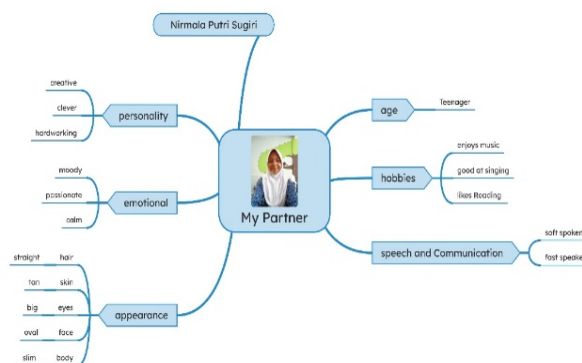 Nirmala Putri Sugiri
My Partner
personality
creative
clever
hardworking
emotional
moody
passionate
calm
appearance
straight hair
tan skin
big eyes
oval face
slim body
age
Teenager
hobbies
enjoys music
good at singing
likes Reading
speech and Communication
soft spoken
fast speake